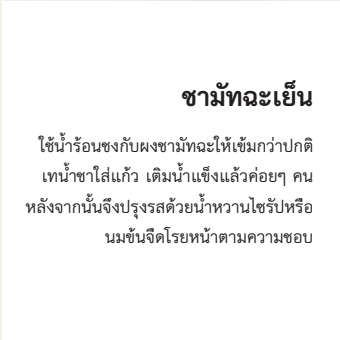 ชามัทฉะเย็น
ใช้น้ำร้อนชงกับผงชามัทฉะให้เข้มกว่าปกติ
เทน้ำชาใส่แก้ว เติมน้ำแข็งแล้วค่อยๆ คน
หลังจากนั้นจึงปรุงรสด้วยน้ำหวานไซรัปหรือ
นมข้นจืดโรยหน้าตามความชอบ